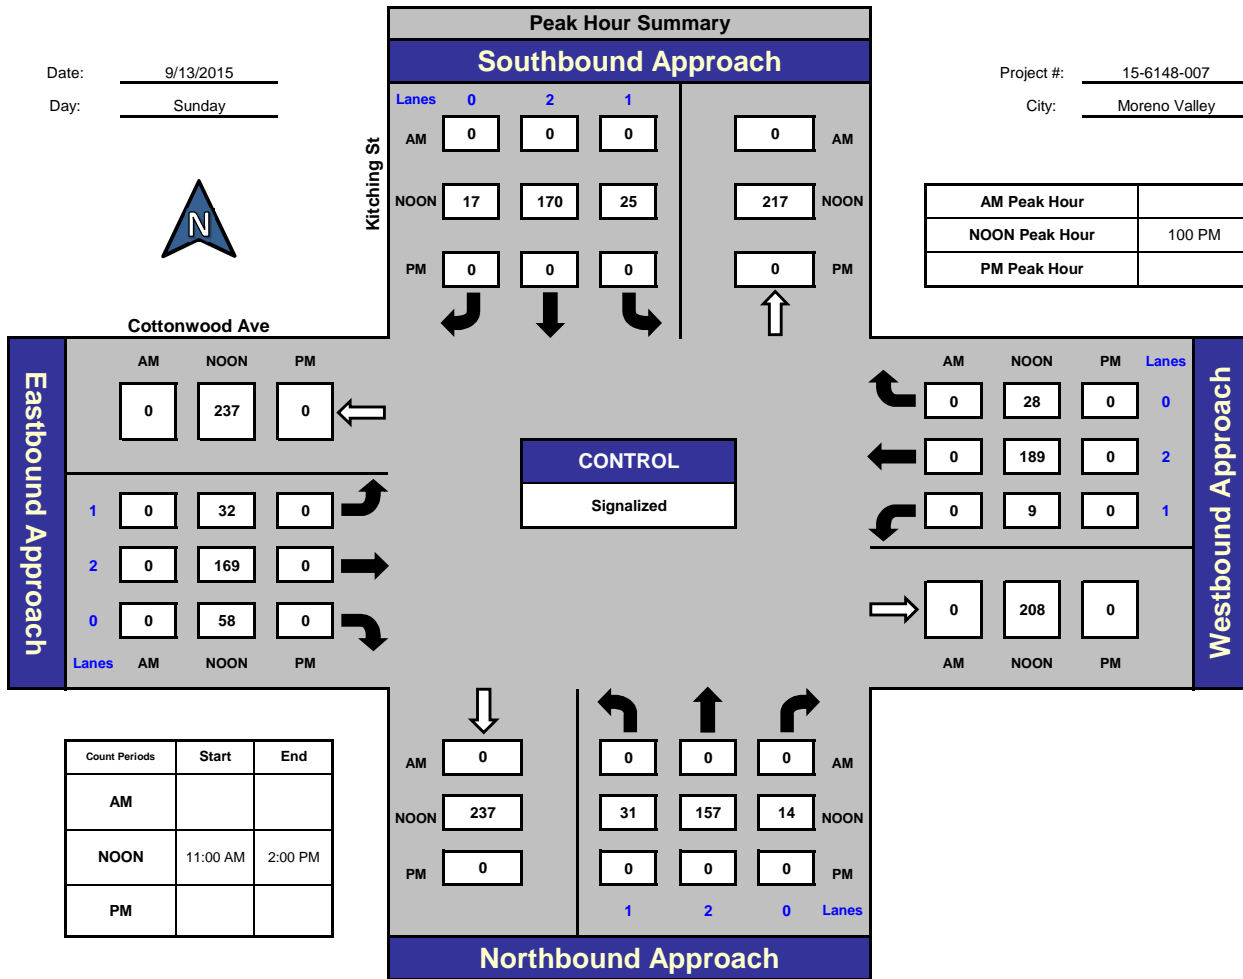 Peak Hour Summary
Southbound Approach
Date: 9/13/2015
Day: Sunday
Project #: 15-6148-007
City: Moreno Valley
N
Kitching St
Lanes 0 2 1
AM 0 0 0 0 AM
NOON 17 170 25 217 NOON
PM 0 0 0 0 PM
AM Peak Hour
NOON Peak Hour 100 PM
PM Peak Hour
Cottonwood Ave
Eastbound Approach
AM NOON PM
0 237 0
1 0 32 0
2 0 169 0
0 0 58 0
Lanes AM NOON PM
CONTROL
Signalized
AM NOON PM Lanes
0 28 0 0
0 189 0 2
0 9 0 1
0 208 0
AM NOON PM
Westbound Approach
Count Periods Start End
AM
NOON 11:00 AM 2:00 PM
PM
AM 0 0 0 0 AM
NOON 237 31 157 14 NOON
PM 0 0 0 0 PM
1 2 0 Lanes
Northbound Approach